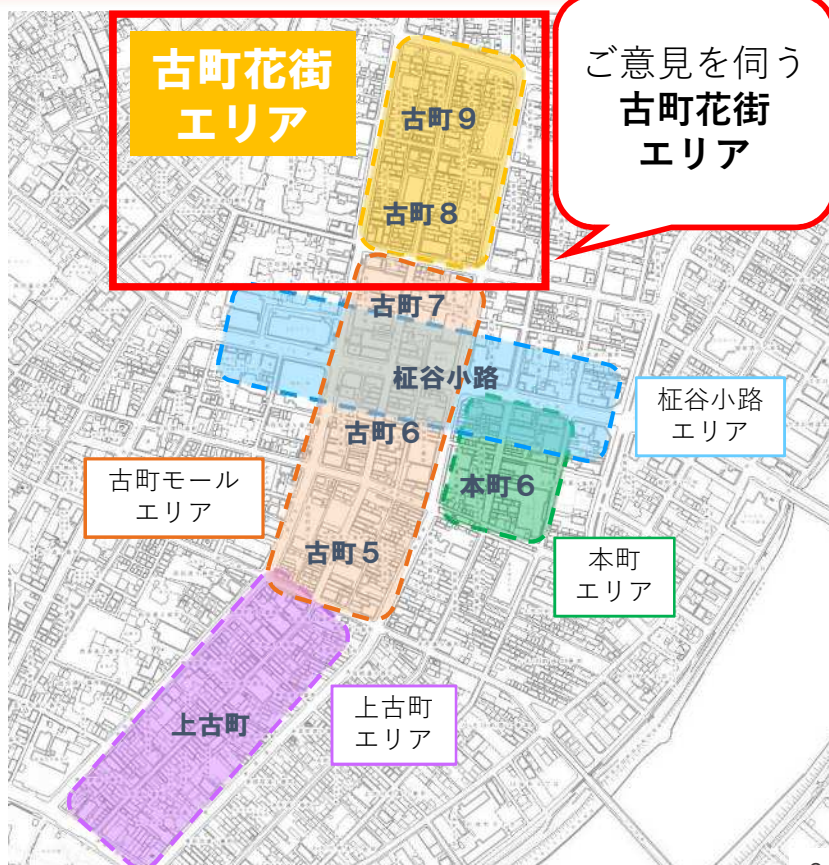 古町花街
エリア
ご意見を伺う
古町花街
エリア
古町9
古町8
古町7
柾谷小路
古町6
柾谷小路
エリア
古町モール
エリア
本町6
古町5
本町
エリア
上古町
エリア
上古町